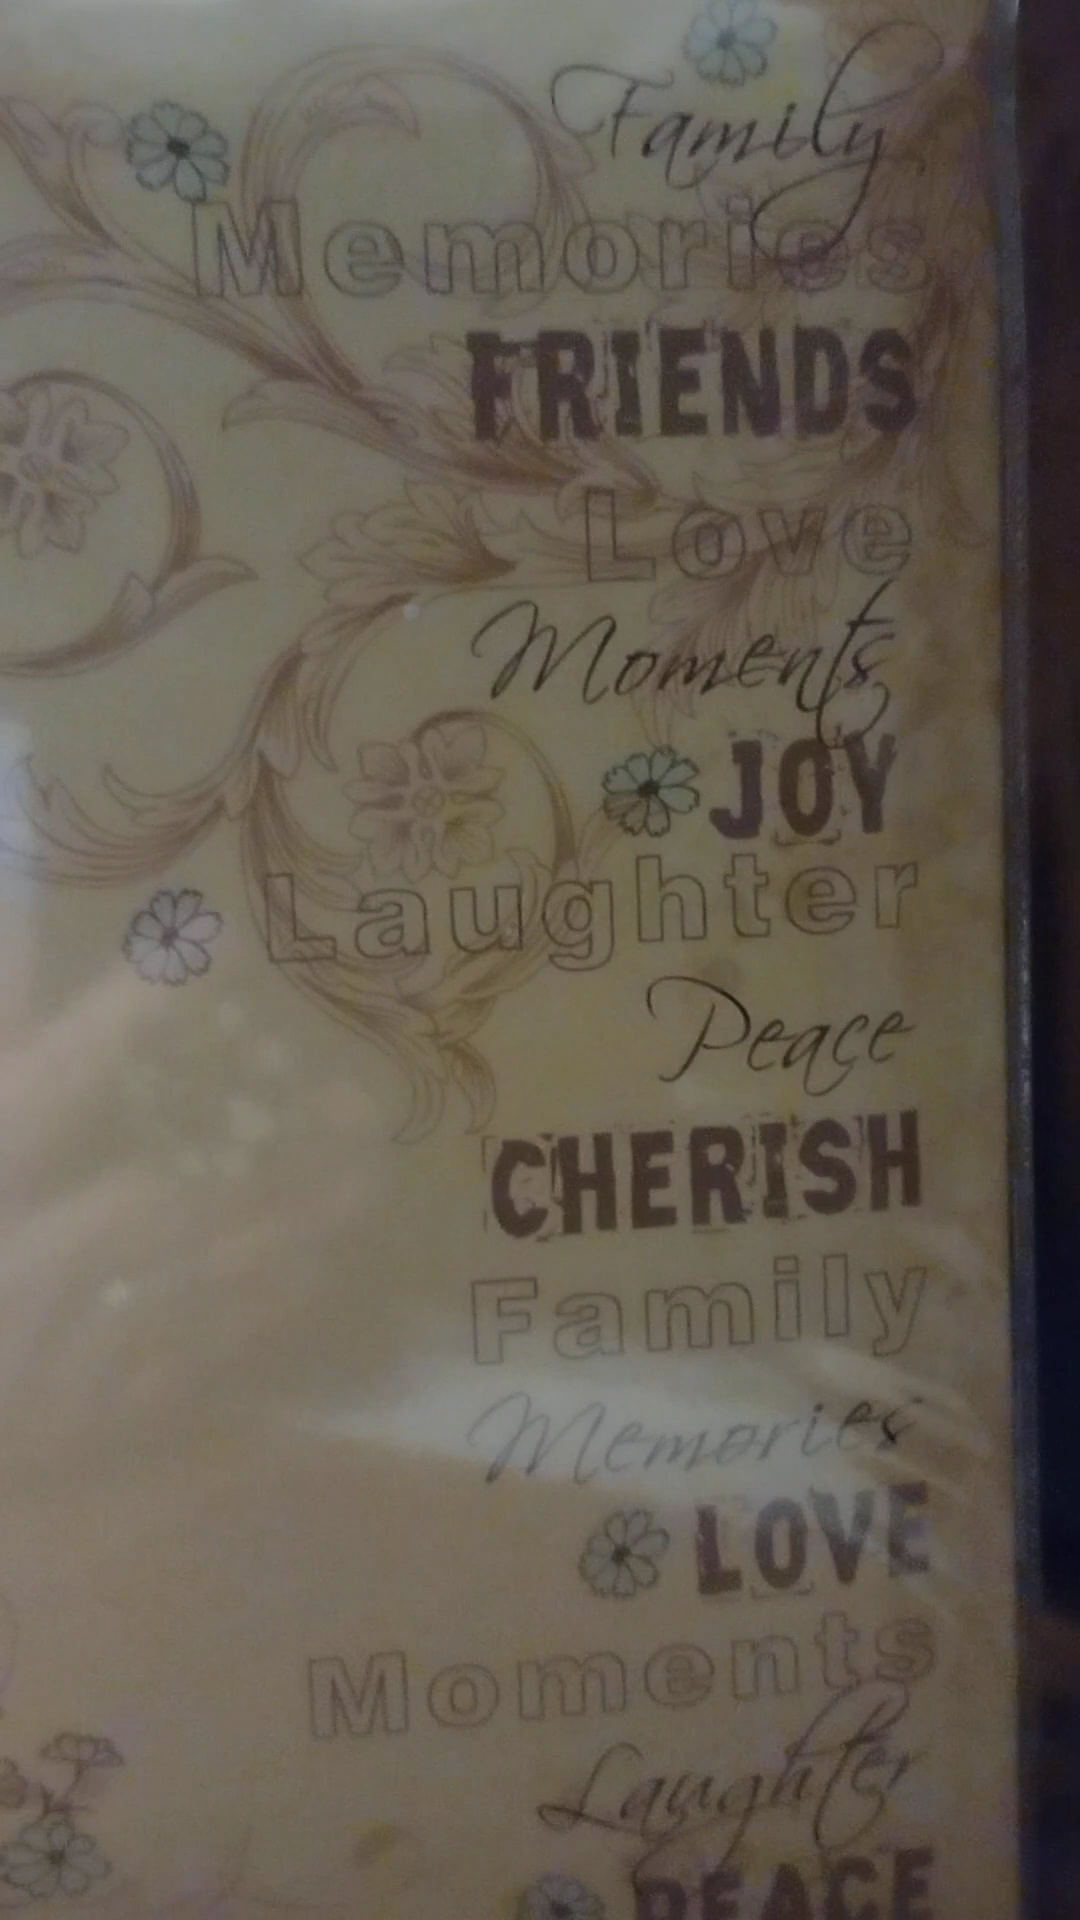 Family
Memories
FRIENDS
Love
Moments
JOY
Laughter
Peace
CHERISH
Family
Memories
LOVE
Moments
Laughter
PEACE